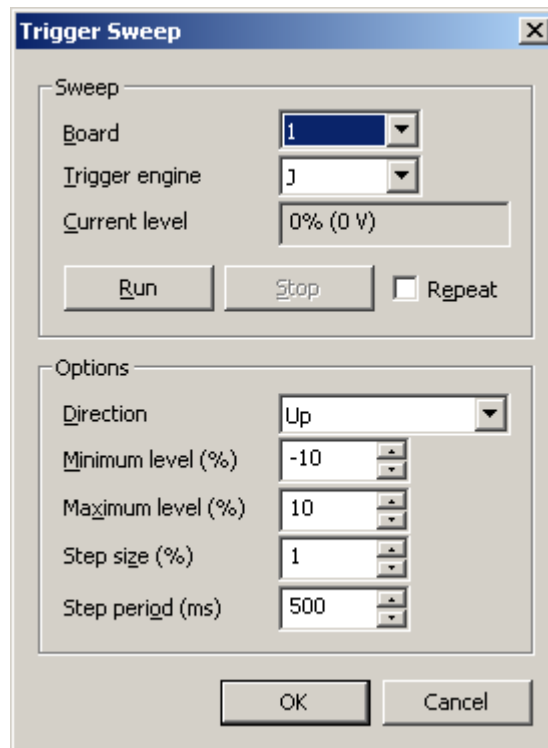 Trigger Sweep
Sweep
Board
1
Trigger engine
J
Current level
0% (0 V)
Run
Stop
Repeat
Options
Direction
Up
Minimum level (%)
-10
Maximum level (%)
10
Step size (%)
1
Step period (ms)
500
OK
Cancel